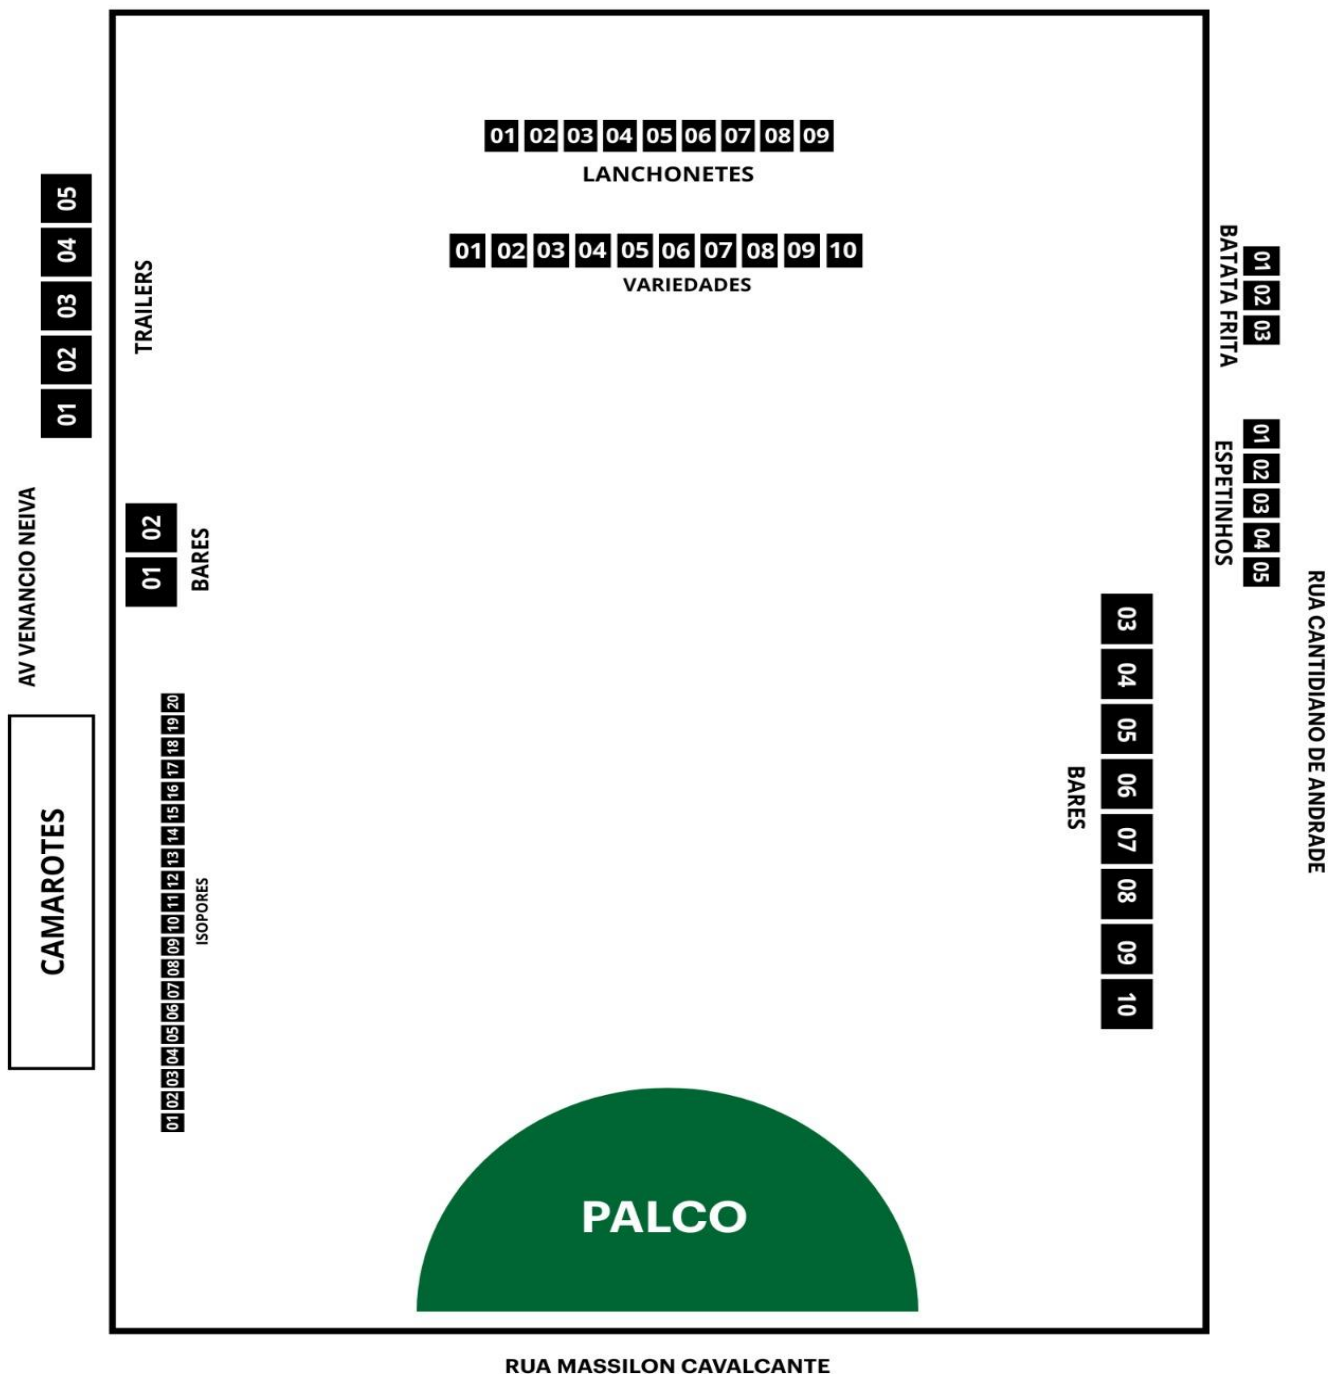 01 02 03 04 05 06 07 08 09
LANCHONETES
01 02 03 04 05 06 07 08 09 10
VARIEDADES
01 02 03 04 05
TRAILERS
AV VENANCIO NEIVA
01 02
BARES
CAMAROTES
01 02 03 04 05 06 07 08 09 10 11 12 13 14 15 16 17 18 19 20
ISOPORES
01 02 03
BATATA FRITA
01 02 03 04 05
ESPETINHOS
RUA CANTIDIANO DE ANDRADE
03 04 05 06 07 08 09 10
BARES
PALCO
RUA MASSILON CAVALCANTE